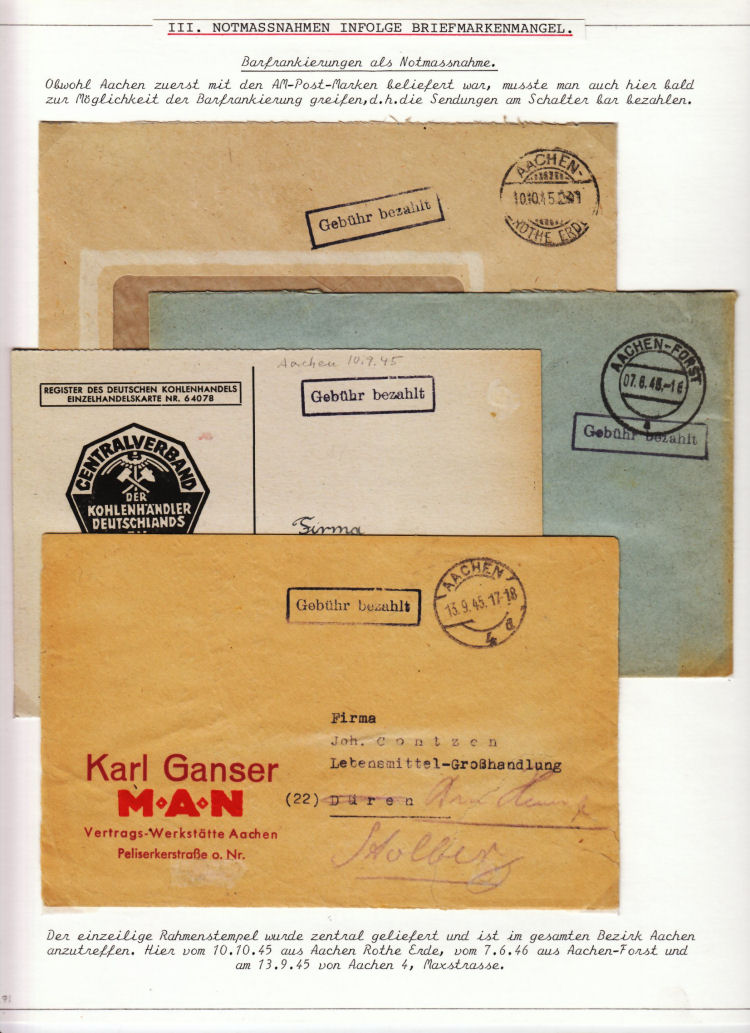 III. NOTMASSNAHMEN INFOLGE BRIEFMARKENMANGEL.
Barfrankierungen als Notmassnahme.
Obwohl Aachen zuerst mit den AM-Post-Marken beliefert war, musste man auch hier bald
zur Möglichkeit der Barfrankierung greifen,d.h.die Sendungen am Schalter bar bezahlen.
Gebühr bezahlt
AACHEN-
10.10.45
ROTHE ERDE
Aachen 10.9.45
REGISTER DES DEUTSCHEN KOHLENHANDELS
EINZELHANDELSKARTE NR. 64078
Gebühr bezahlt
CENTRALVERBAND
DER
KOHLENHÄNDLER
DEUTSCHLANDS
Firma
AACHEN-FORST
07.6.46.-16
a
Gebühr bezahlt
Gebühr bezahlt
AACHEN
13.9.45.17-18
4 a
Firma
Joh. C o n t z e n
Lebensmittel-Großhandlung
(22) D ü r e n
Stolberg
Karl Ganser
M·A·N
Vertrags-Werkstätte Aachen
Peliserkerstraße o. Nr.
Der einzeilige Rahmenstempel wurde zentral geliefert und ist im gesamten Bezirk Aachen
anzutreffen. Hier vom 10.10.45 aus Aachen Rothe Erde, vom 7.6.46 aus Aachen-Forst und
am 13.9.45 von Aachen 4, Maxstrasse.